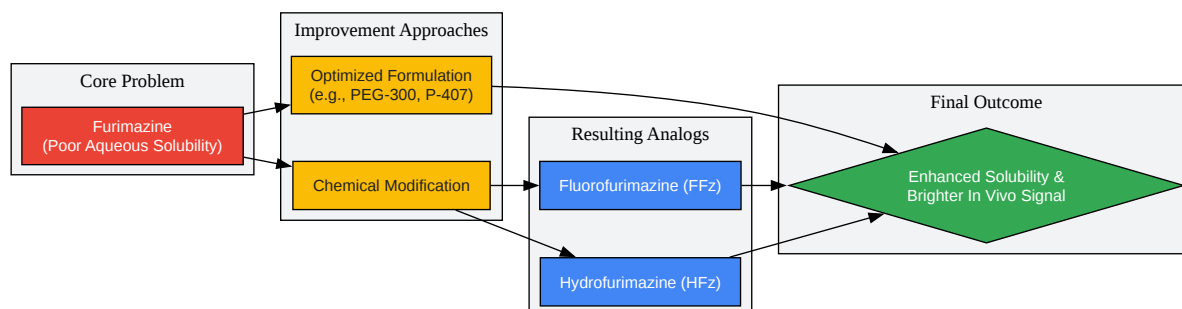 Core Problem
Furimazine
(Poor Aqueous Solubility)
Improvement Approaches
Optimized Formulation
(e.g., PEG-300, P-407)
Chemical Modification
Resulting Analogs
Fluorofurimazine (FFz)
Hydrofurimazine (HFz)
Final Outcome
Enhanced Solubility &
Brighter In Vivo Signal